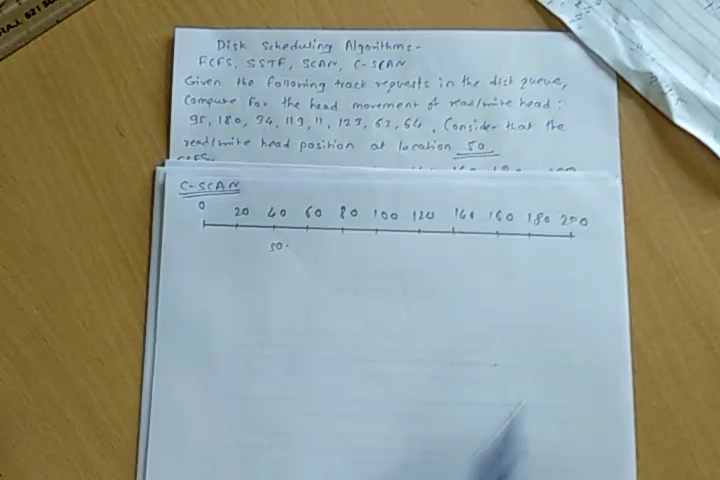 Disk Scheduling Algorithms -
FCFS, SSTF, SCAN, C-SCAN
Given the following track requests in the disk queue,
Compute for the head movement of read/write head :
95, 180, 34, 119, 11, 123, 62, 64. Consider that the
read/write head position at location 50
C-SCAN
0 20 40 60 80 100 120 140 160 180 200
50.